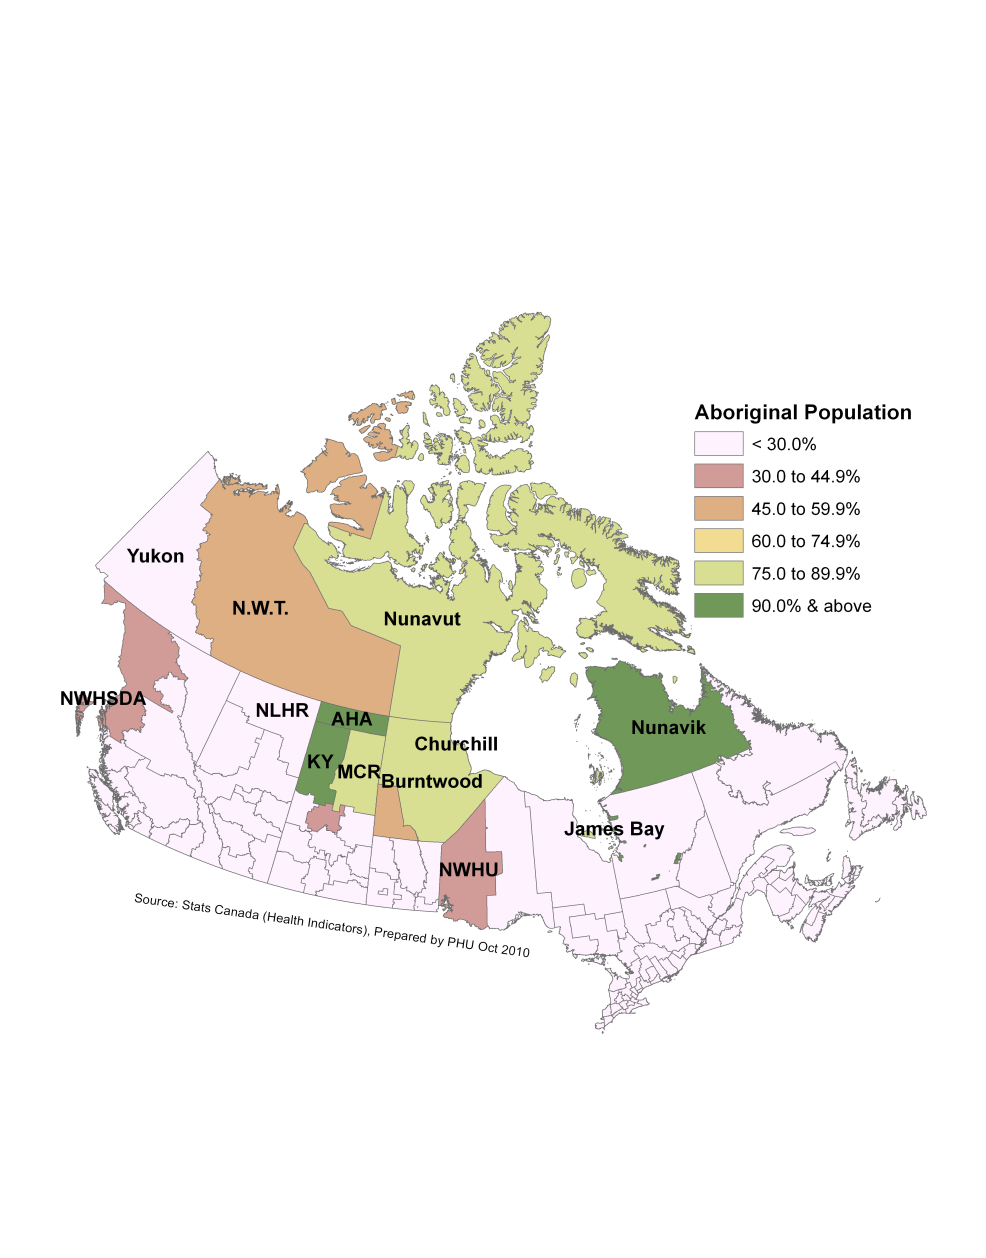 Aboriginal Population
< 30.0%
30.0 to 44.9%
45.0 to 59.9%
60.0 to 74.9%
75.0 to 89.9%
90.0% & above
Yukon
N.W.T.
Nunavut
NWHSDA
NLHR
AHA
Nunavik
Churchill
KY
MCR
Burntwood
James Bay
NWHU
Source: Stats Canada (Health Indicators), Prepared by PHU Oct 2010